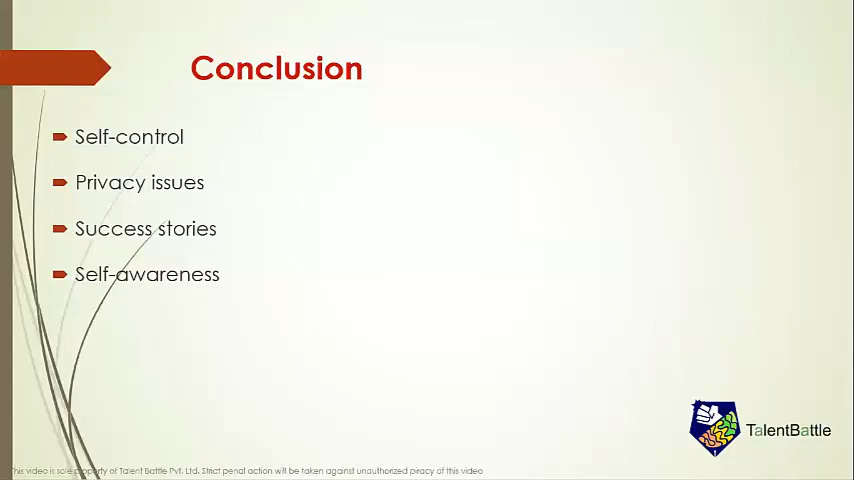 Conclusion
Self-control
Privacy issues
Success stories
Self-awareness
TalentBattle
This video is sole property of Talent Battle Pvt. Ltd. Strict penal action will be taken against unauthorized piracy of this video